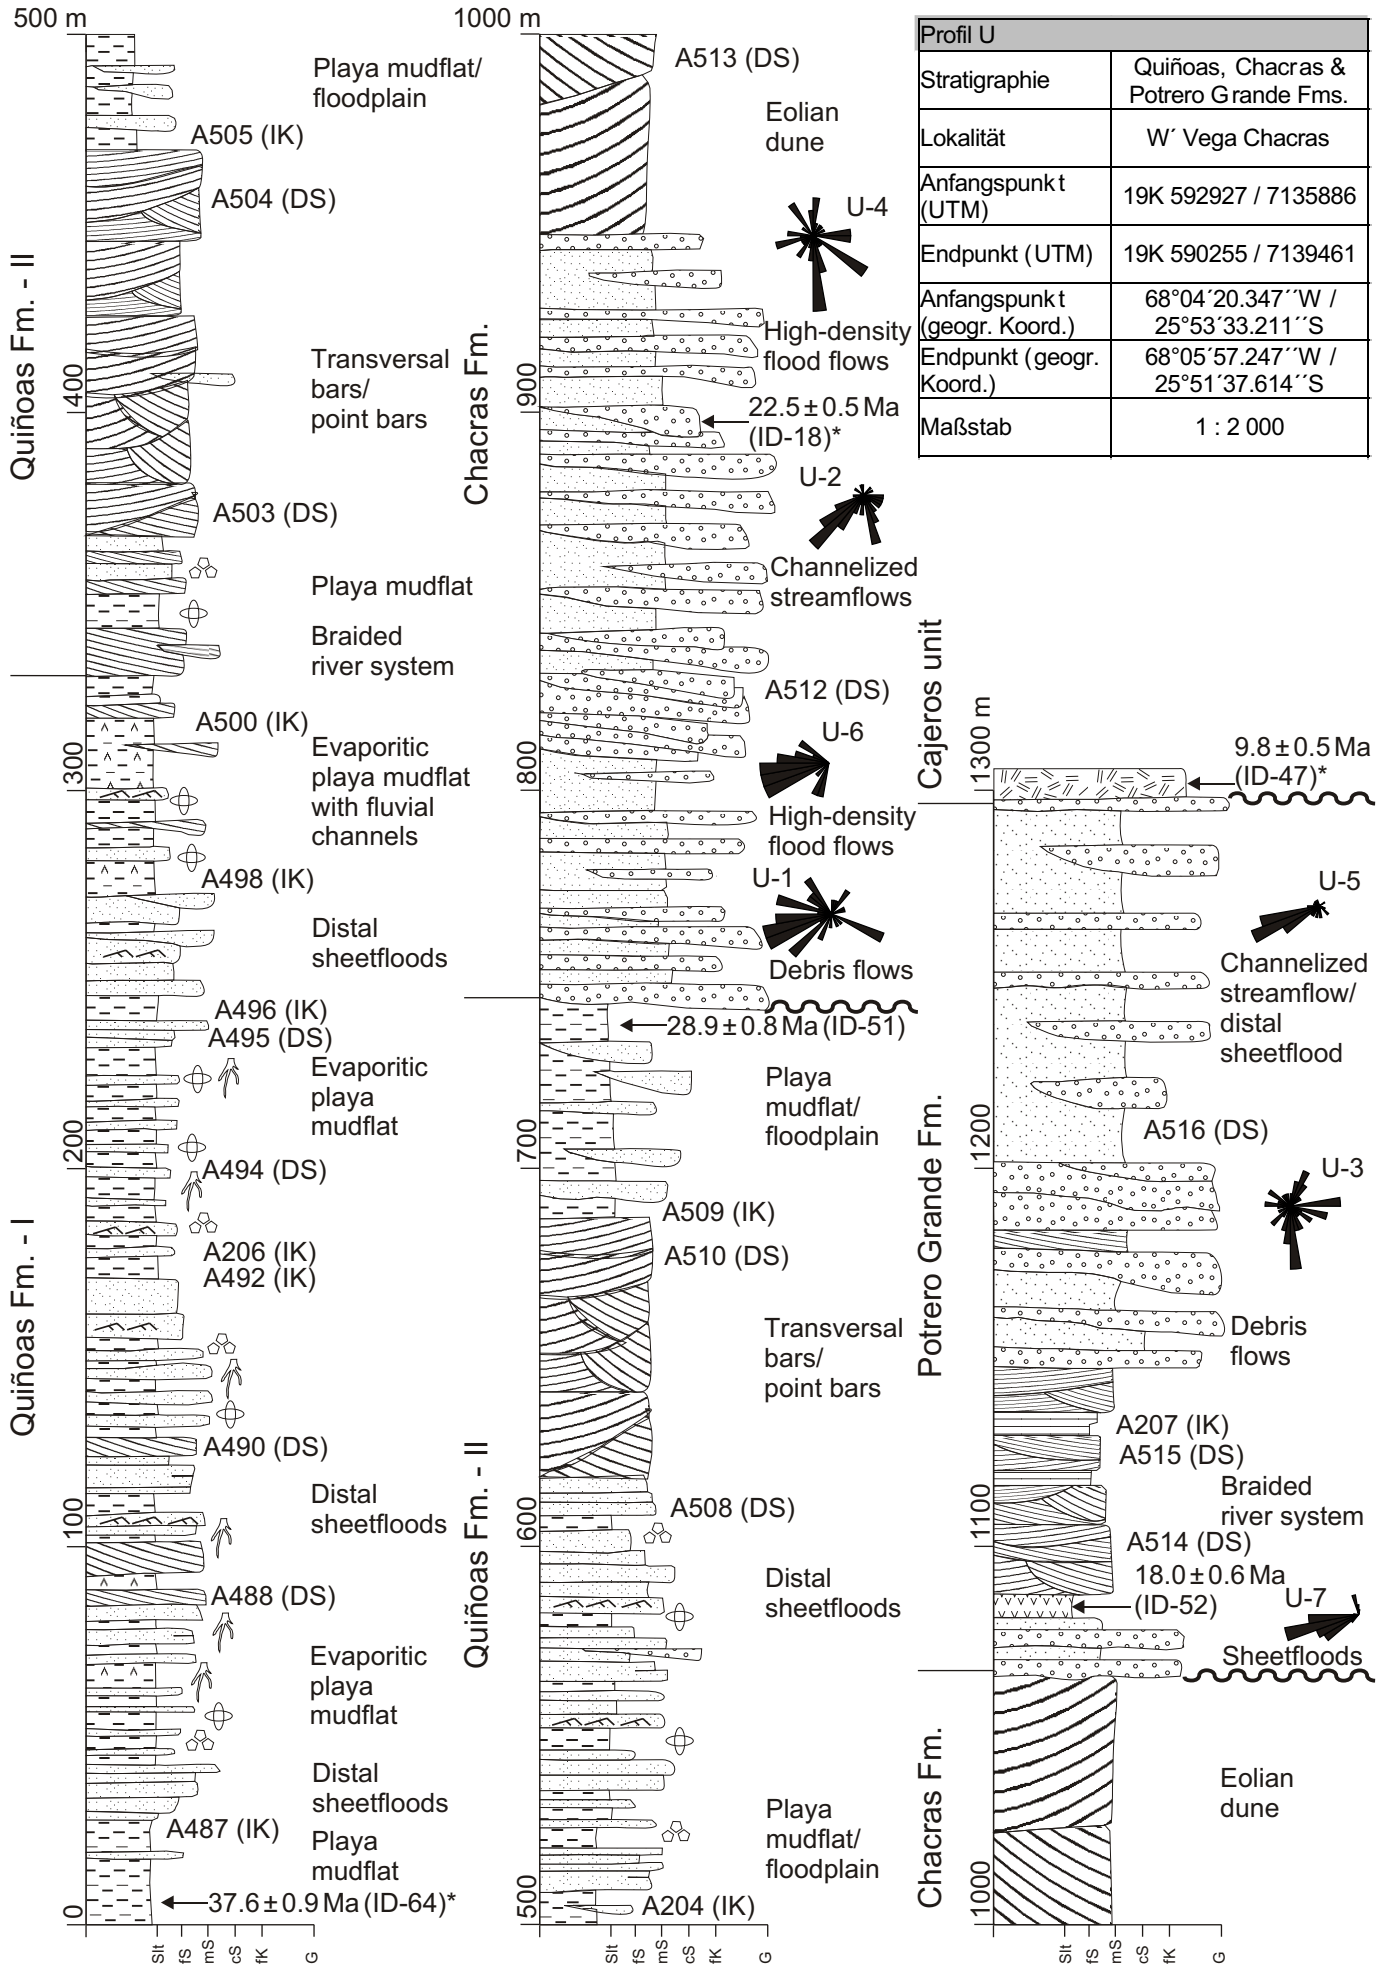 500 m
Quiñoas Fm. - II
Quiñoas Fm. - I
400
300
200
100
0
Playa mudflat/
floodplain
A505 (IK)
A504 (DS)
Transversal
bars/
point bars
A503 (DS)
Playa mudflat
Braided
river system
A500 (IK)
Evaporitic
playa mudflat
with fluvial
channels
A498 (IK)
Distal
sheetfloods
A496 (IK)
A495 (DS)
Evaporitic
playa
mudflat
A494 (DS)
A206 (IK)
A492 (IK)
A490 (DS)
Distal
sheetfloods
A488 (DS)
Evaporitic
playa
mudflat
Distal
sheetfloods
A487 (IK)
Playa
mudflat
37.6 ± 0.9 Ma (ID-64)*
Slt
fS
mS
cS
fK
G
1000 m
Chacras Fm.
Quiñoas Fm. - II
900
800
700
600
500
A513 (DS)
Eolian
dune
U-4
High-density
flood flows
22.5 ± 0.5 Ma
(ID-18)*
U-2
Channelized
streamflows
A512 (DS)
U-6
High-density
flood flows
U-1
Debris flows
28.9 ± 0.8 Ma (ID-51)
Playa
mudflat/
floodplain
A509 (IK)
A510 (DS)
Transversal
bars/
point bars
A508 (DS)
Distal
sheetfloods
Playa
mudflat/
floodplain
A204 (IK)
Slt
fS
mS
cS
fK
G
Profil U
Stratigraphie
Quiñoas, Chacras &
Potrero Grande Fms.
Lokalität
W´ Vega Chacras
Anfangspunkt
(UTM)
19K 592927 / 7135886
Endpunkt (UTM)
19K 590255 / 7139461
Anfangspunkt
(geogr. Koord.)
68°04´20.347´´W /
25°53´33.211´´S
Endpunkt (geogr.
Koord.)
68°05´57.247´´W /
25°51´37.614´´S
Maßstab
1 : 2 000
Cajeros unit
Potrero Grande Fm.
Chacras Fm.
1300 m
1200
1100
1000
9.8 ± 0.5 Ma
(ID-47)*
U-5
Channelized
streamflow/
distal
sheetflood
A516 (DS)
U-3
Debris
flows
A207 (IK)
A515 (DS)
Braided
river system
A514 (DS)
18.0 ± 0.6 Ma
(ID-52)
U-7
Sheetfloods
Eolian
dune
Slt
fS
mS
cS
fK
G